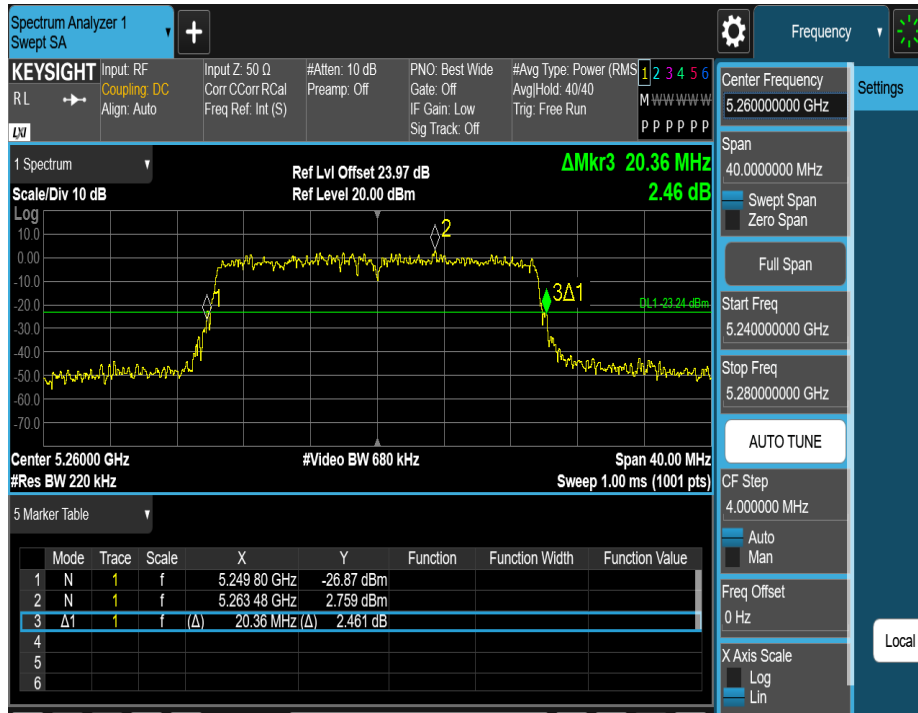 Spectrum Analyzer 1
Swept SA
+
Frequency
KEYSIGHT
RL
LXI
Input: RF
Coupling: DC
Align: Auto
Input Z: 50 Ω
Corr CCorr RCal
Freq Ref: Int (S)
#Atten: 10 dB
Preamp: Off
PNO: Best Wide
Gate: Off
IF Gain: Low
Sig Track: Off
#Avg Type: Power (RMS
Avg|Hold: 40/40
Trig: Free Run
1 2 3 4 5 6
M W W W W W
P P P P P P
1 Spectrum
Scale/Div 10 dB
Ref Lvl Offset 23.97 dB
Ref Level 20.00 dBm
ΔMkr3 20.36 MHz
2.46 dB
Log
10.0
0.00
-10.0
-20.0
-30.0
-40.0
-50.0
-60.0
-70.0
1
2
3Δ1
DL1 -23.24 dBm
Center 5.26000 GHz
#Res BW 220 kHz
#Video BW 680 kHz
Span 40.00 MHz
Sweep 1.00 ms (1001 pts)
5 Marker Table
Mode Trace Scale X Y Function Function Width Function Value
1 N 1 f 5.249 80 GHz -26.87 dBm
2 N 1 f 5.263 48 GHz 2.759 dBm
3 Δ1 1 f (Δ) 20.36 MHz (Δ) 2.461 dB
4
5
6
Center Frequency
5.260000000 GHz
Span
40.0000000 MHz
Swept Span
Zero Span
Full Span
Start Freq
5.240000000 GHz
Stop Freq
5.280000000 GHz
AUTO TUNE
CF Step
4.000000 MHz
Auto
Man
Freq Offset
0 Hz
X Axis Scale
Log
Lin
Settings
Local